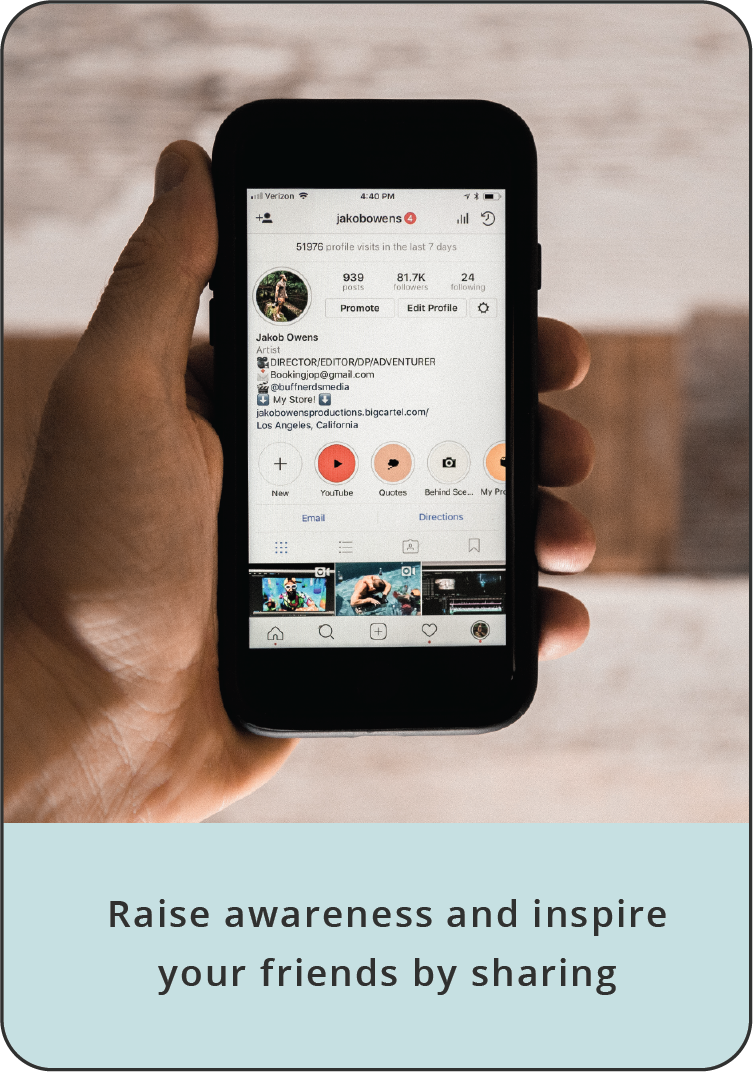 Verizon
4:40 PM
jakobowens 4
51976 profile visits in the last 7 days
939 81.7K 24
posts followers following
Promote Edit Profile
Jakob Owens
Artist
DIRECTOR/EDITOR/DP/ADVENTURER
Bookingjop@gmail.com
@buffnerdsmedia
My Store!
jakobowensproductions.bigcartel.com/
Los Angeles, California
New YouTube Quotes Behind Sce... My Pro
Email Directions
Raise awareness and inspire
your friends by sharing